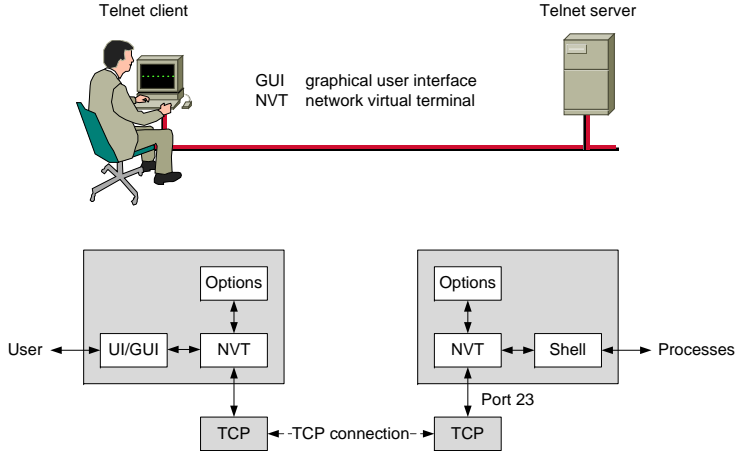 Telnet client
Telnet server
GUI graphical user interface
NVT network virtual terminal
Options
Options
User
UI/GUI
NVT
NVT
Shell
Processes
Port 23
TCP
TCP connection
TCP